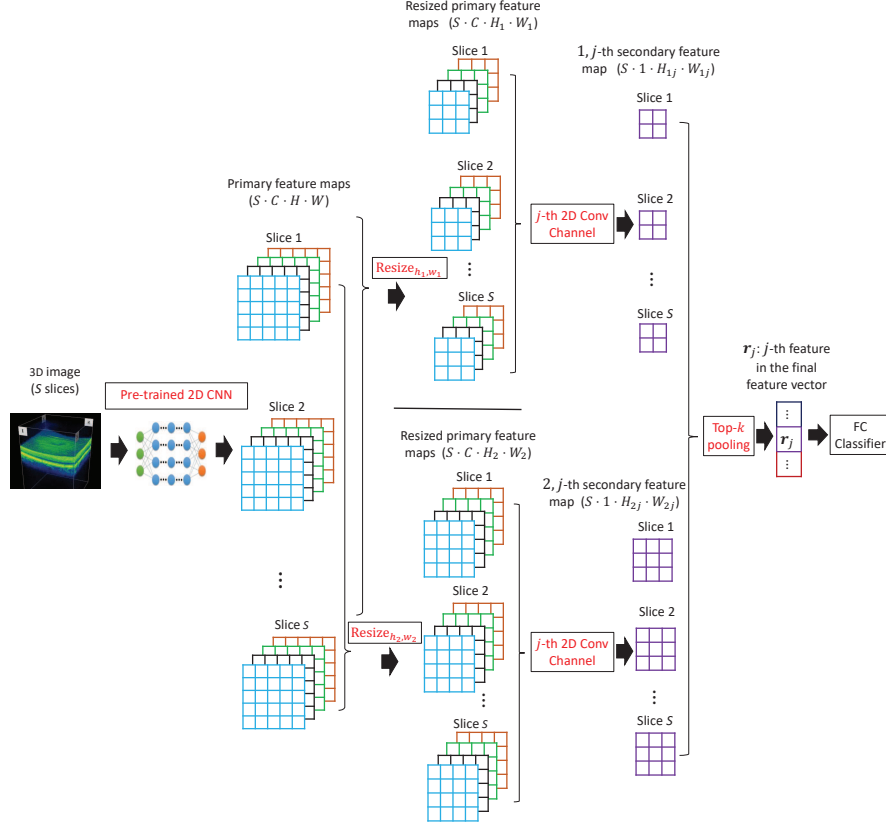 3D image
(S slices)
Pre-trained 2D CNN
Primary feature maps
(S · C · H · W)
Slice 1
Slice 2
⋮
Slice S
Resize h₁,w₁
Resized primary feature
maps (S · C · H₁ · W₁)
Slice 1
Slice 2
⋮
Slice S
j-th 2D Conv
Channel
1, j-th secondary feature
map (S · 1 · H₁ⱼ · W₁ⱼ)
Slice 1
Slice 2
⋮
Slice S
Resize h₂,w₂
Resized primary feature
maps (S · C · H₂ · W₂)
Slice 1
Slice 2
⋮
Slice S
j-th 2D Conv
Channel
2, j-th secondary feature
map (S · 1 · H₂ⱼ · W₂ⱼ)
Slice 1
Slice 2
⋮
Slice S
Top-k
pooling
rⱼ: j-th feature
in the final
feature vector
⋮
rⱼ
⋮
FC
Classifier